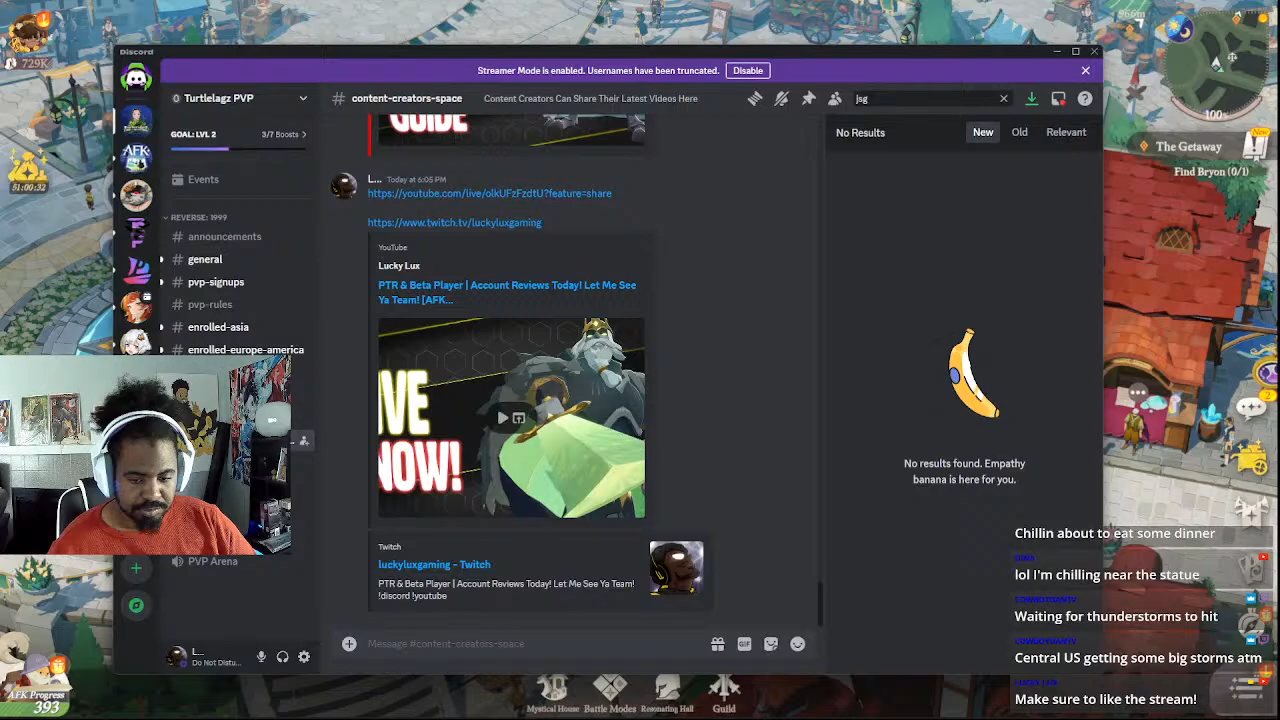 966m
729K
Discord
Streamer Mode is enabled. Usernames have been truncated.
Disable
Turtlelagz PVP
# content-creators-space
Content Creators Can Share Their Latest Videos Here
jsg
GOAL: LVL 2
3/7 Boosts >
No Results
New
Old
Relevant
100%
New
The Getaway
Find Bryon (0/1)
GUIDE
Events
51:00:32
L...
Today at 6:05 PM
https://youtube.com/live/olkUFzFzdtU?feature=share
https://www.twitch.tv/luckyluxgaming
REVERSE: 1999
# announcements
# general
# pvp-signups
# pvp-rules
# enrolled-asia
# enrolled-europe-america
YouTube
Lucky Lux
PTR & Beta Player | Account Reviews Today! Let Me See
Ya Team! [AFK...
AFK
IVE
NOW!
2
No results found. Empathy
banana is here for you.
Chillin about to eat some dinner
lol I'm chilling near the statue
Waiting for thunderstorms to hit
Central US getting some big storms atm
Make sure to like the stream!
Twitch
luckyluxgaming - Twitch
PTR & Beta Player | Account Reviews Today! Let Me See Ya Team!
!discord !youtube
PVP Arena
Message #content-creators-space
GIF
L...
Do Not Distu...
AFK Progress
393
Mystical House
Battle Modes
Resonating Hall
Guild